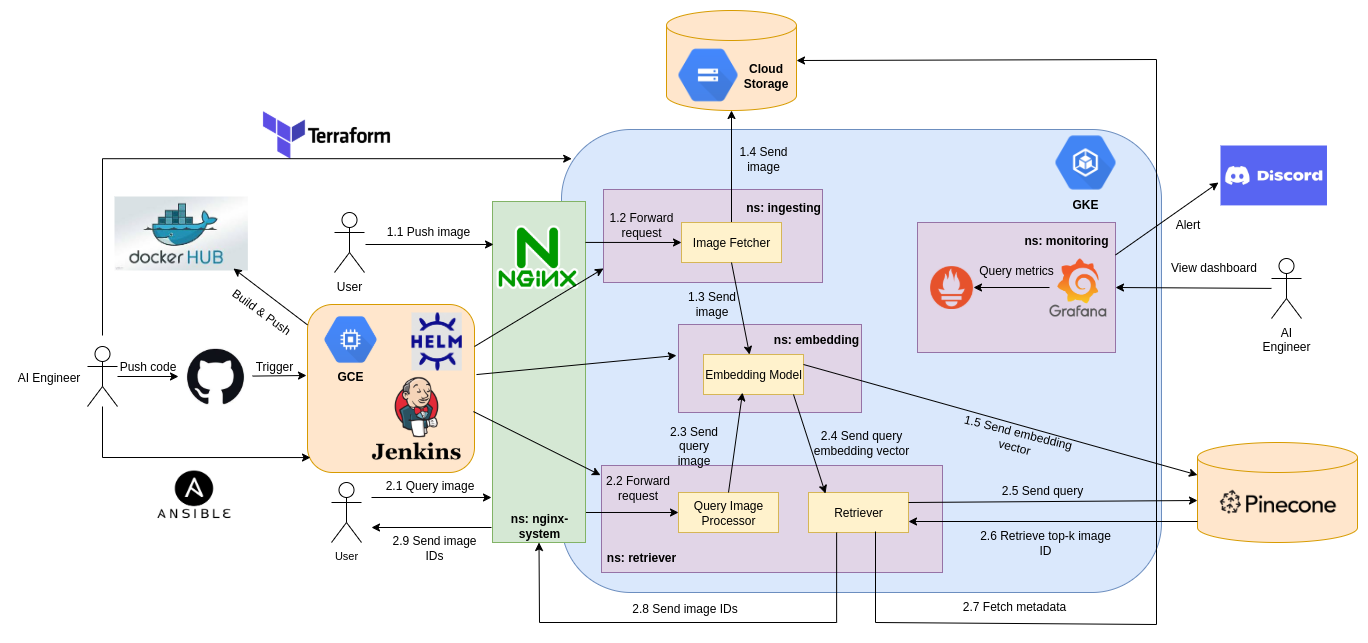 Cloud
Storage
Terraform
1.4 Send
image
GKE
Discord
docker HUB
1.1 Push image
User
NGINX
1.2 Forward
request
ns: ingesting
Image Fetcher
ns: monitoring
Query metrics
Grafana
Alert
View dashboard
AI
Engineer
Build & Push
1.3 Send
image
GCE
HELM
Jenkins
AI Engineer
Push code
Trigger
ns: embedding
Embedding Model
1.5 Send embedding
vector
2.3 Send
query
image
2.4 Send query
embedding vector
ANSIBLE
2.1 Query image
User
2.9 Send image
IDs
ns: nginx-
system
2.2 Forward
request
Query Image
Processor
Retriever
ns: retriever
2.5 Send query
2.6 Retrieve top-k image
ID
Pinecone
2.8 Send image IDs
2.7 Fetch metadata